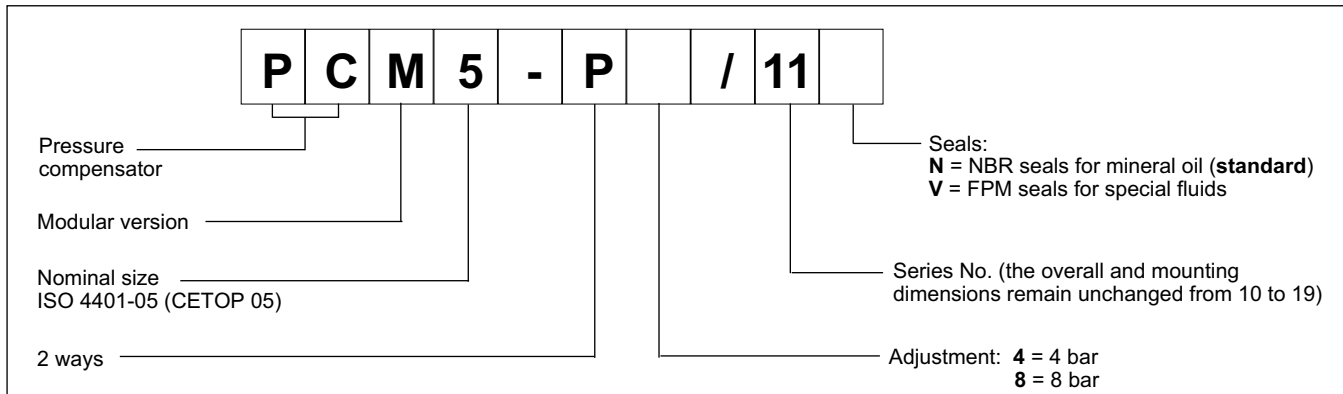 PCM5-P /11
Pressure
compensator
Modular version
Nominal size
ISO 4401-05 (CETOP 05)
2 ways
Seals:
N = NBR seals for mineral oil (standard)
V = FPM seals for special fluids
Series No. (the overall and mounting
dimensions remain unchanged from 10 to 19)
Adjustment: 4 = 4 bar
8 = 8 bar